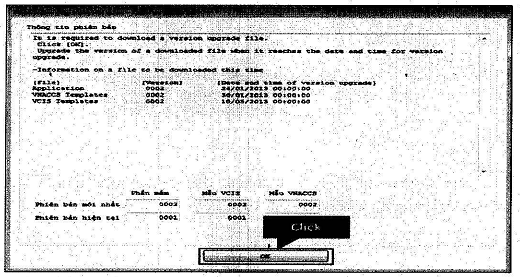 Thông tin phiên bản
It is required to download a version upgrade file.
Click [OK].
Upgrade the version of a downloaded file when it reaches the date and time for version
upgrade.
-Information on a file to be downloaded this time
[File] [Version] [Date and time of version upgrade]
Application 0002 24/01/2013 00:00:00
VNACCS Templates 0002 30/01/2013 00:00:00
VCIS Templates 0002 10/03/2013 00:00:00
Phần mềm Mẫu VCIS Mẫu VNACCS
Phiên bản mới nhất 0002 0002 0002
Phiên bản hiện tại 0001 0001
Click
OK